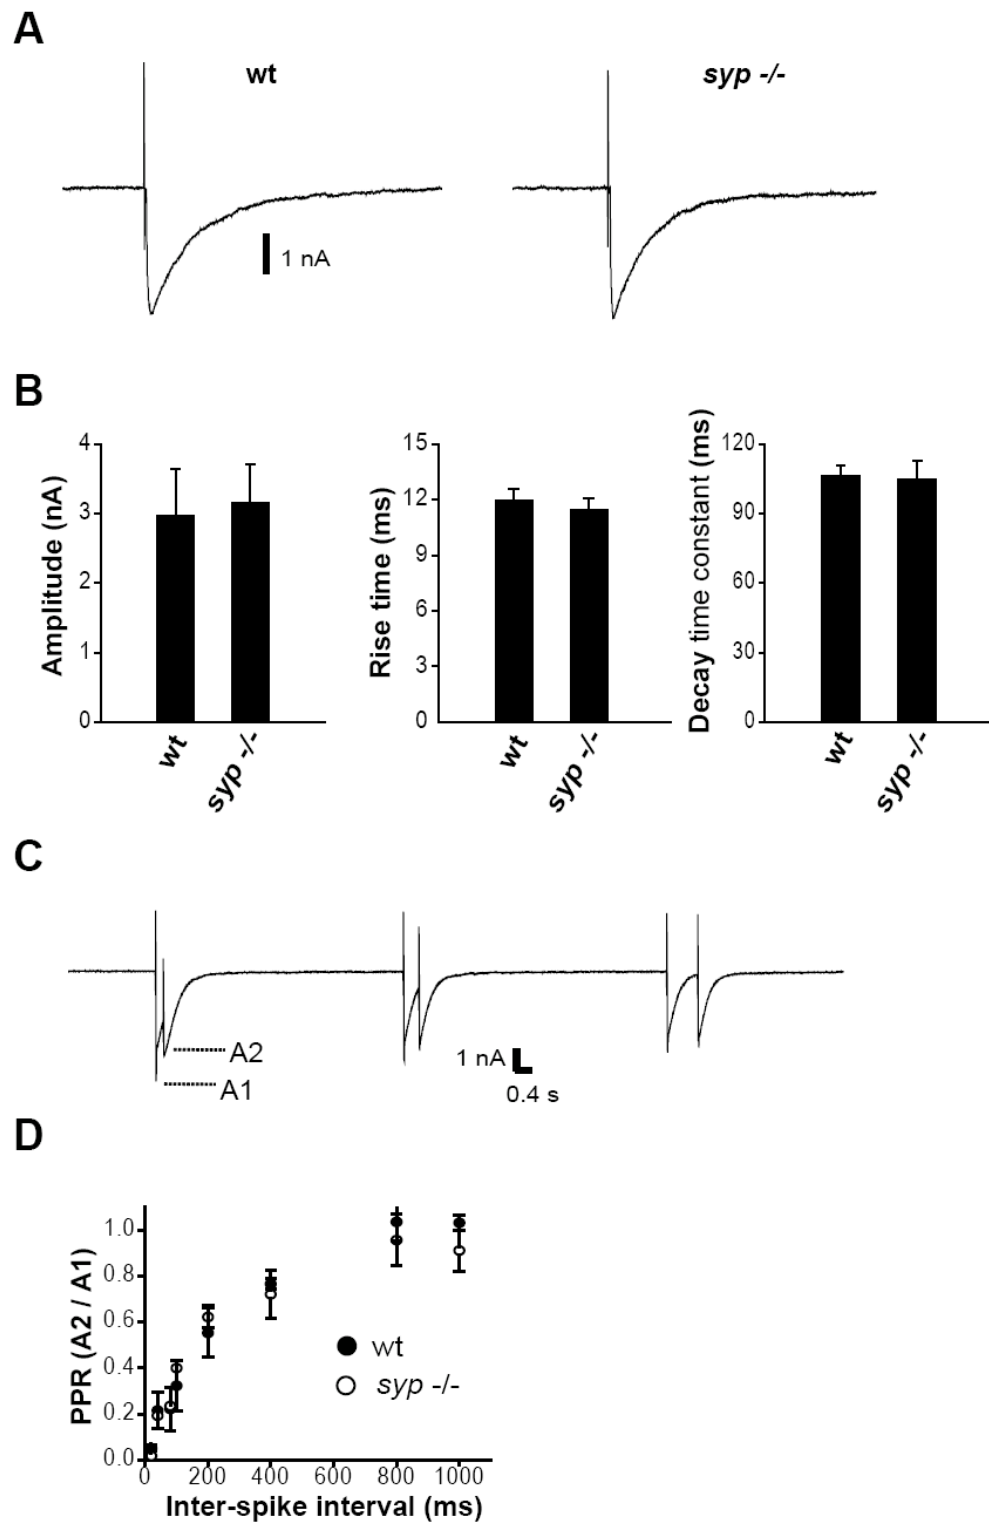 A
wt
syp -/-
1 nA
B
Amplitude (nA)
4
3
2
1
0
wt
syp -/-
Rise time (ms)
15
12
9
6
3
0
wt
syp -/-
Decay time constant (ms)
120
90
60
30
0
wt
syp -/-
C
A2
A1
1 nA
0.4 s
D
PPR (A2 / A1)
1.0
0.8
0.6
0.4
0.2
0.0
wt
syp -/-
0 200 400 600 800 1000
Inter-spike interval (ms)